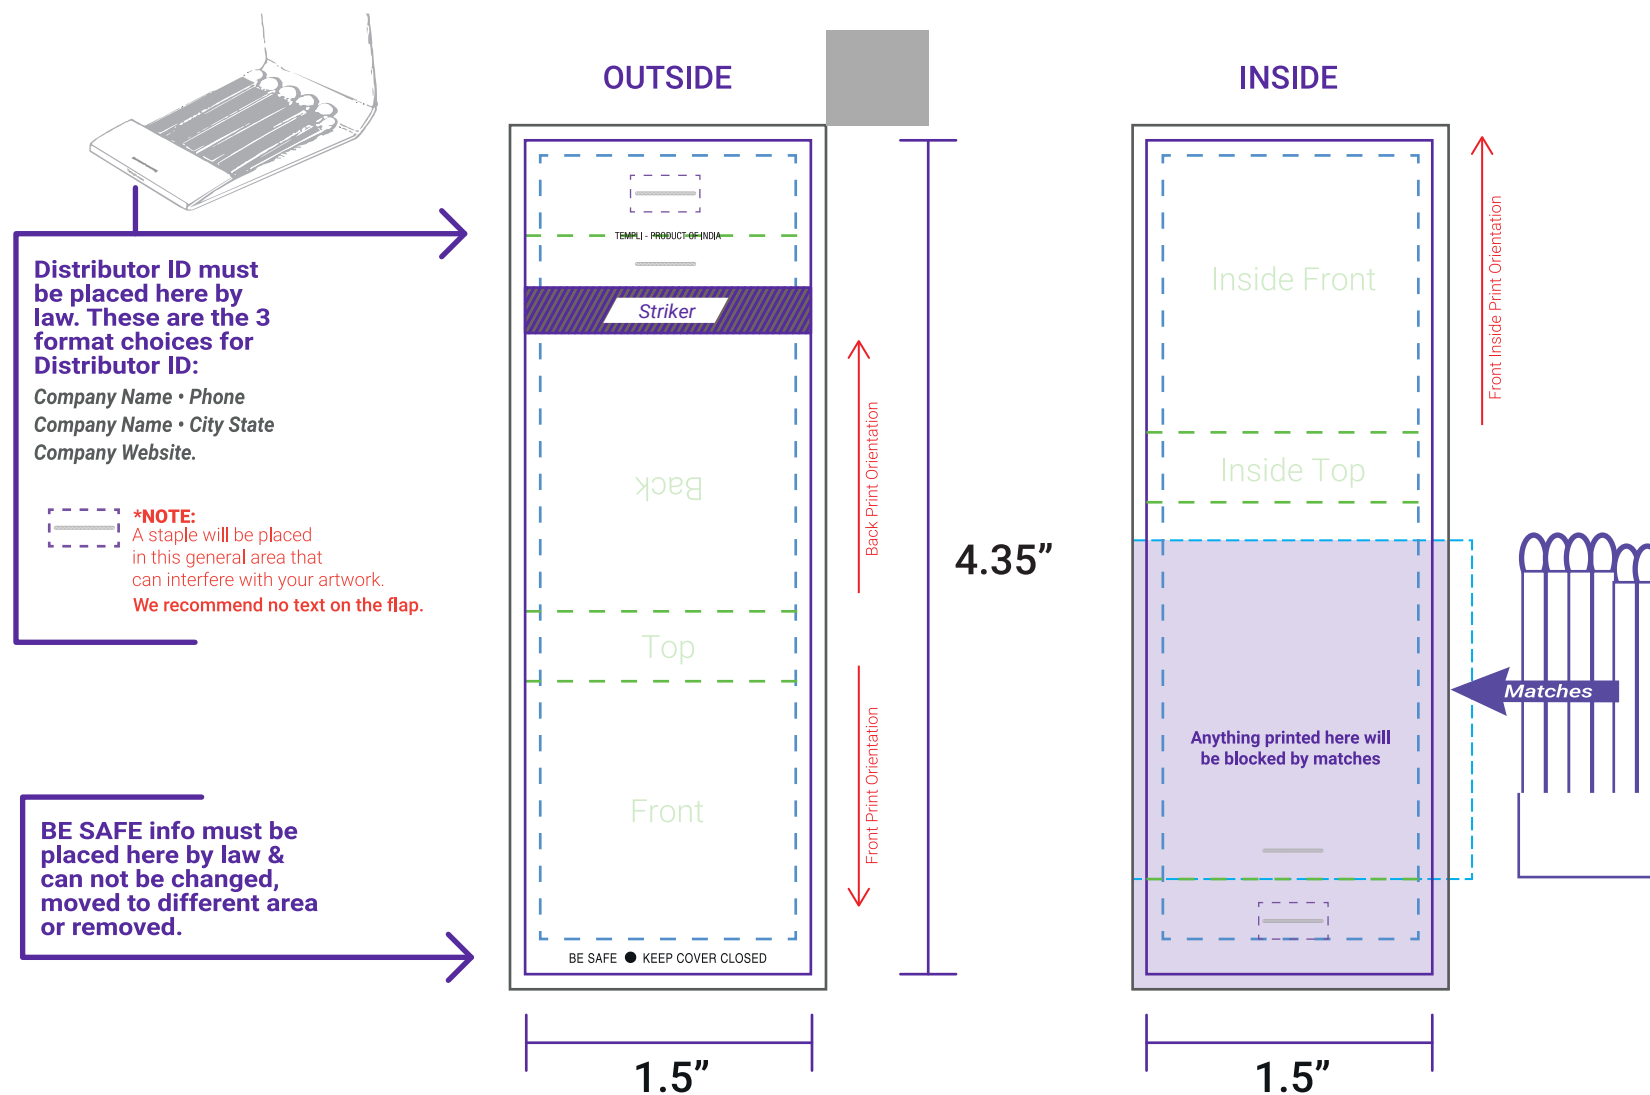 OUTSIDE
INSIDE
Distributor ID must
be placed here by
law. These are the 3
format choices for
Distributor ID:
Company Name • Phone
Company Name • City State
Company Website.
*NOTE:
A staple will be placed
in this general area that
can interfere with your artwork.
We recommend no text on the flap.
BE SAFE info must be
placed here by law &
can not be changed,
moved to different area
or removed.
TEMPLI - PRODUCT OF INDIA
Striker
Back
Back Print Orientation
Top
Front
Front Print Orientation
BE SAFE ● KEEP COVER CLOSED
4.35”
1.5”
Inside Front
Front Inside Print Orientation
Inside Top
Matches
Anything printed here will
be blocked by matches
1.5”